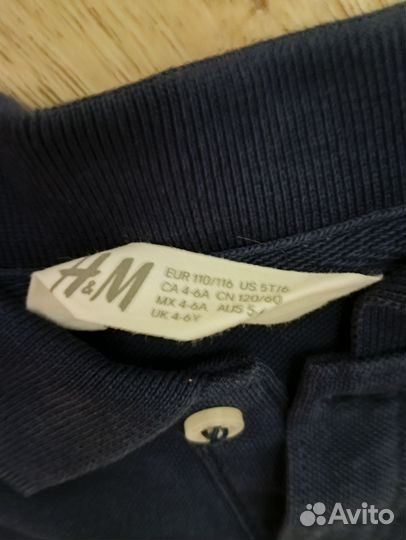 H&M
EUR 110/116 US 5T/6
CA 4-6A CN 120/60
MX 4-6A AUS
UK 4-6Y
Avito